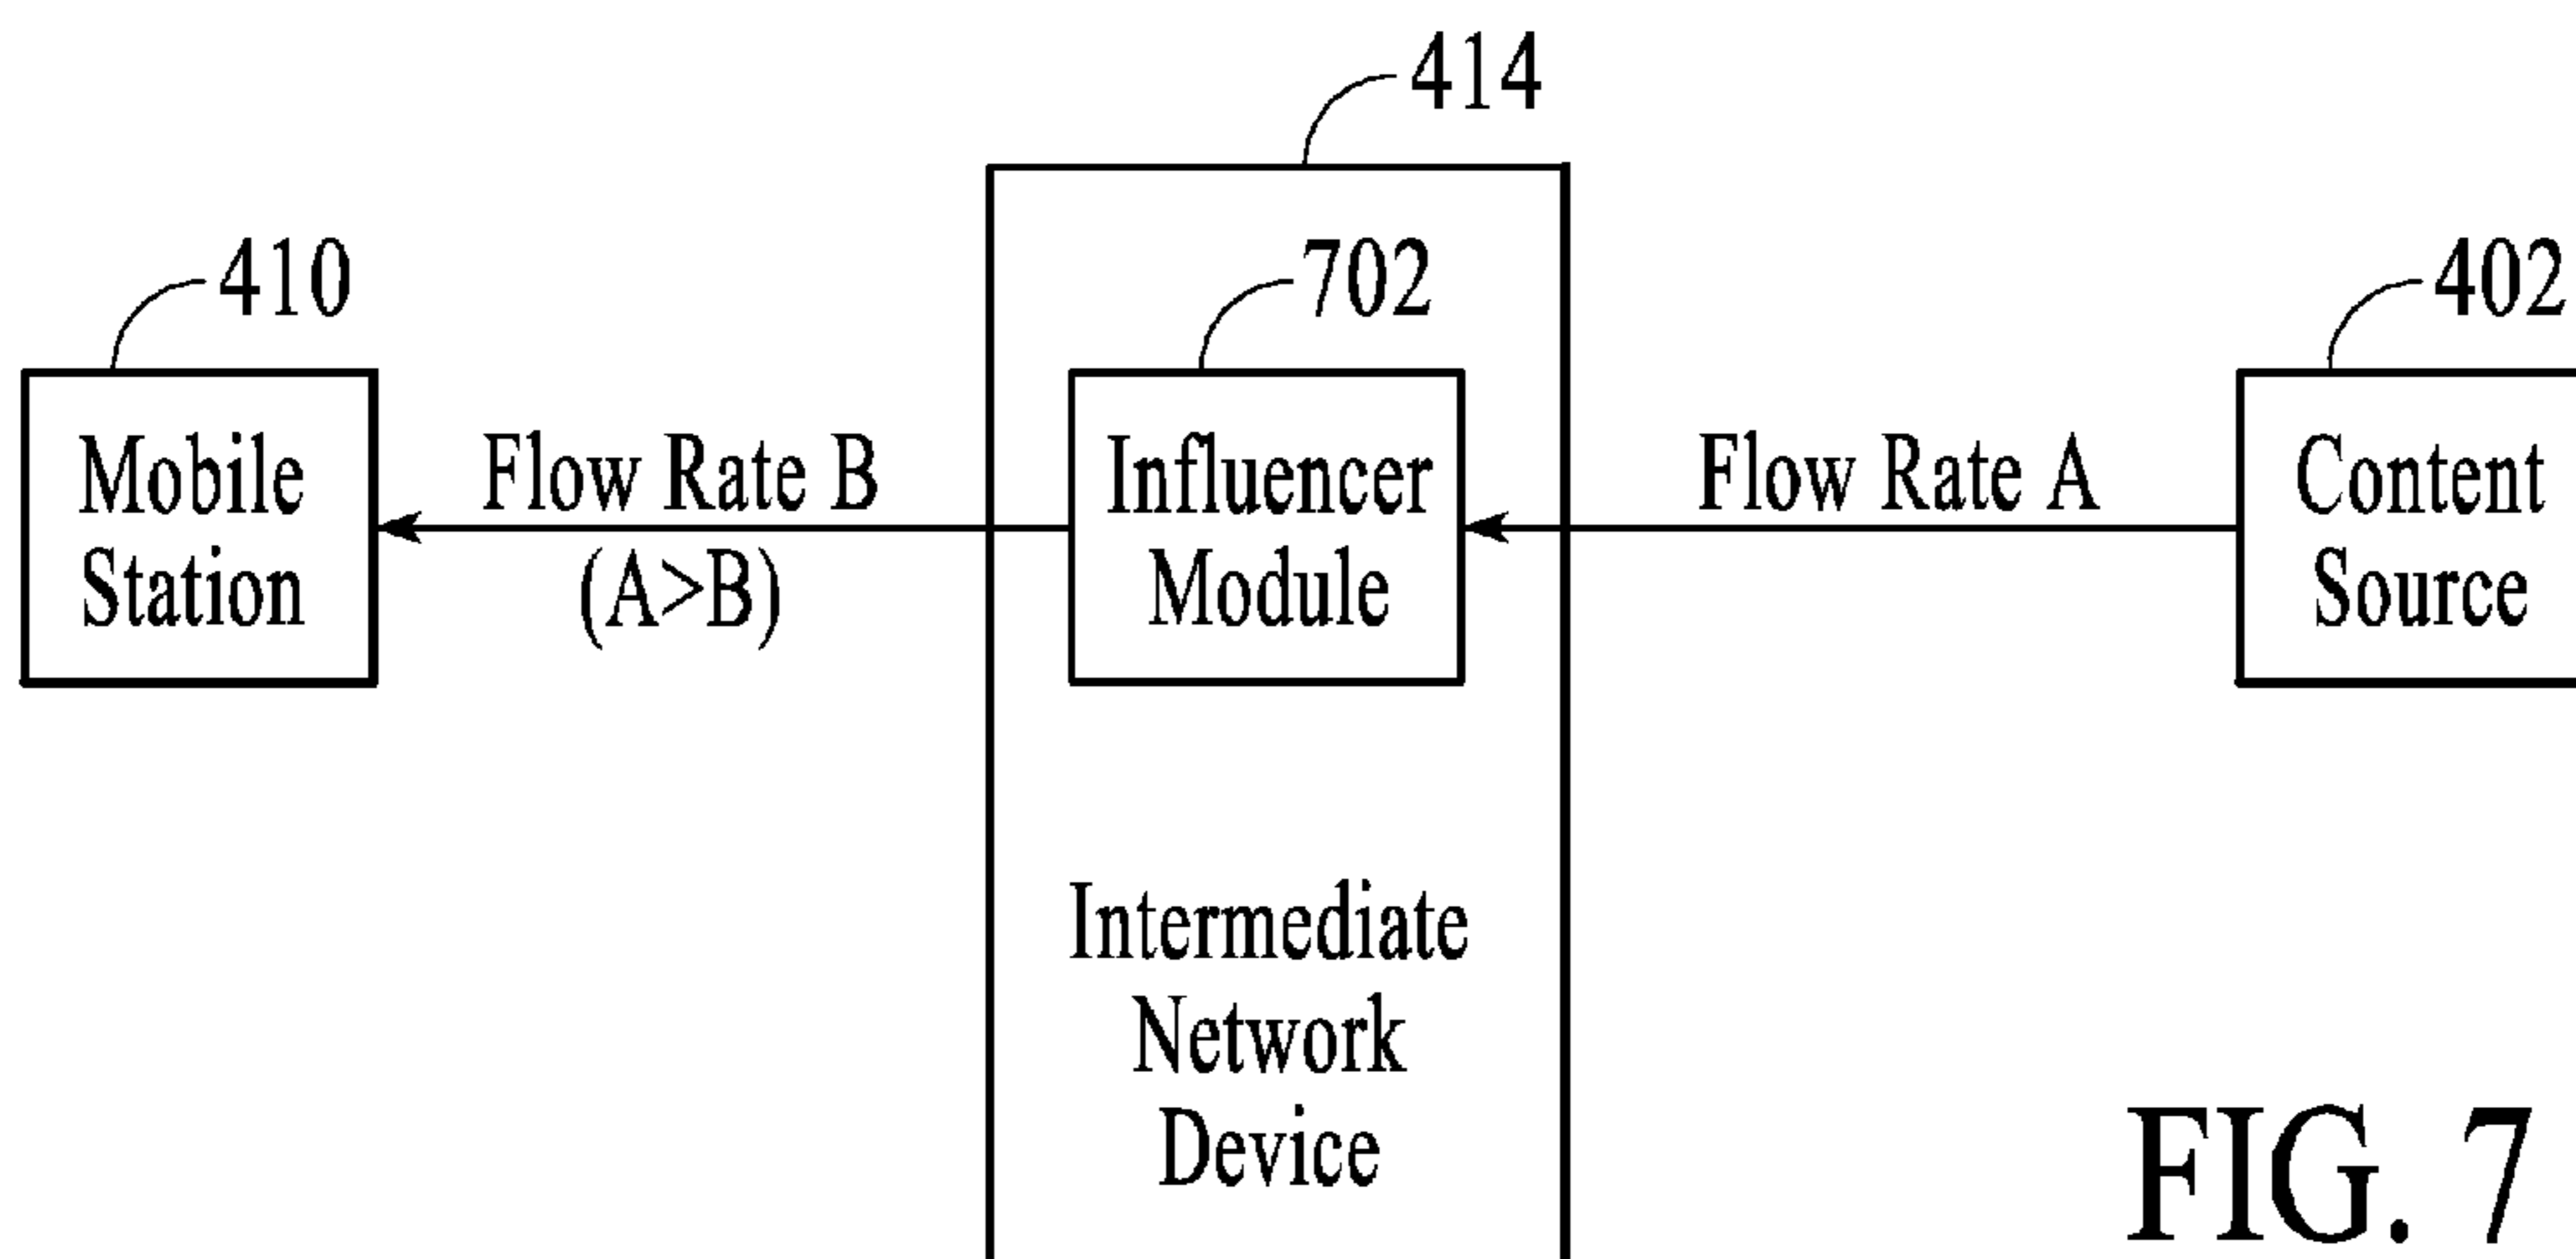 414
410
702
402
Mobile
Station
Flow Rate B
(A>B)
Influencer
Module
Flow Rate A
Content
Source
Intermediate
Network
Device
FIG. 7